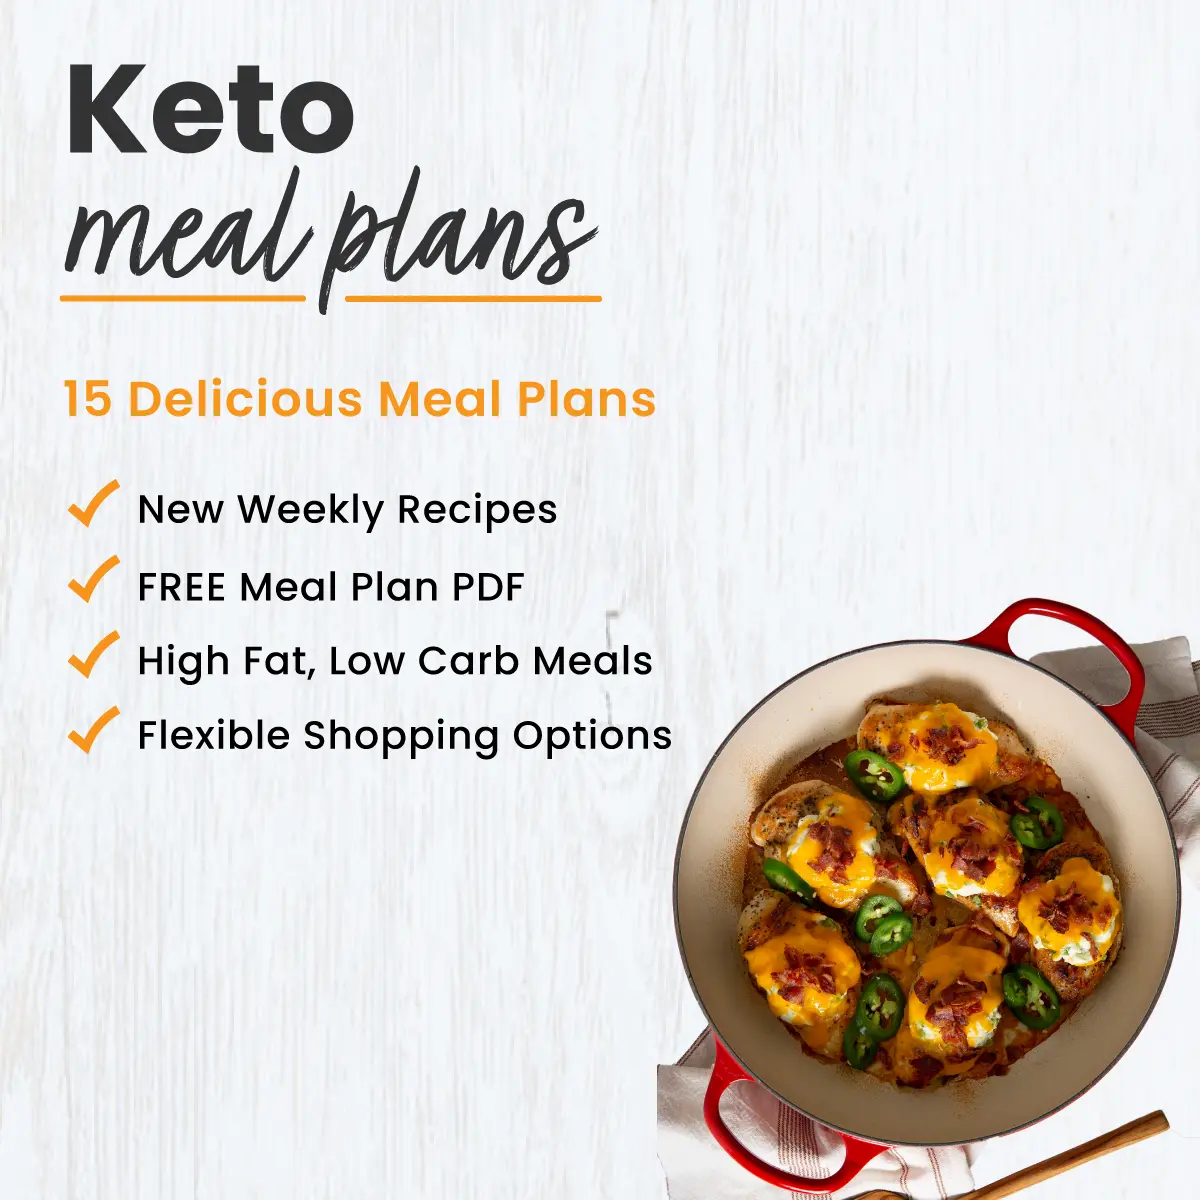 Keto
meal plans
15 Delicious Meal Plans
New Weekly Recipes
FREE Meal Plan PDF
High Fat, Low Carb Meals
Flexible Shopping Options